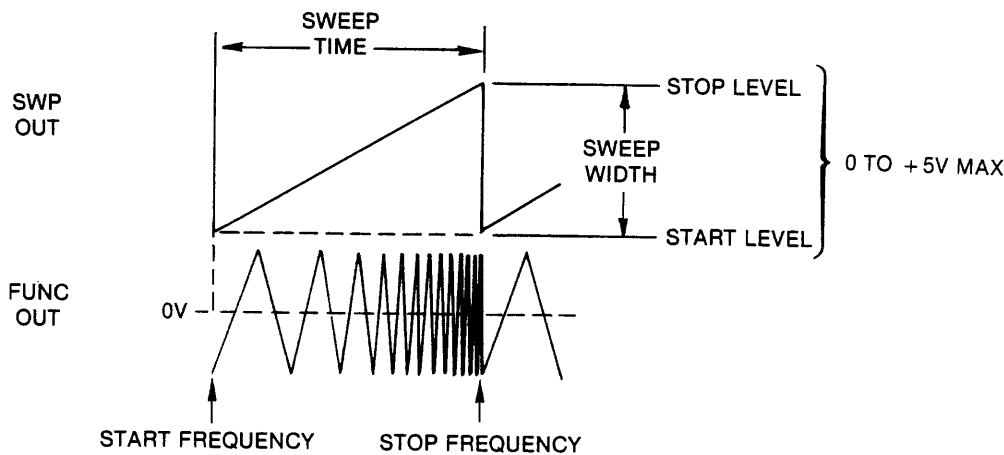 SWEEP
TIME
SWP
OUT
STOP LEVEL
SWEEP
WIDTH
0 TO +5V MAX
START LEVEL
FUNC
OUT
0V
START FREQUENCY
STOP FREQUENCY